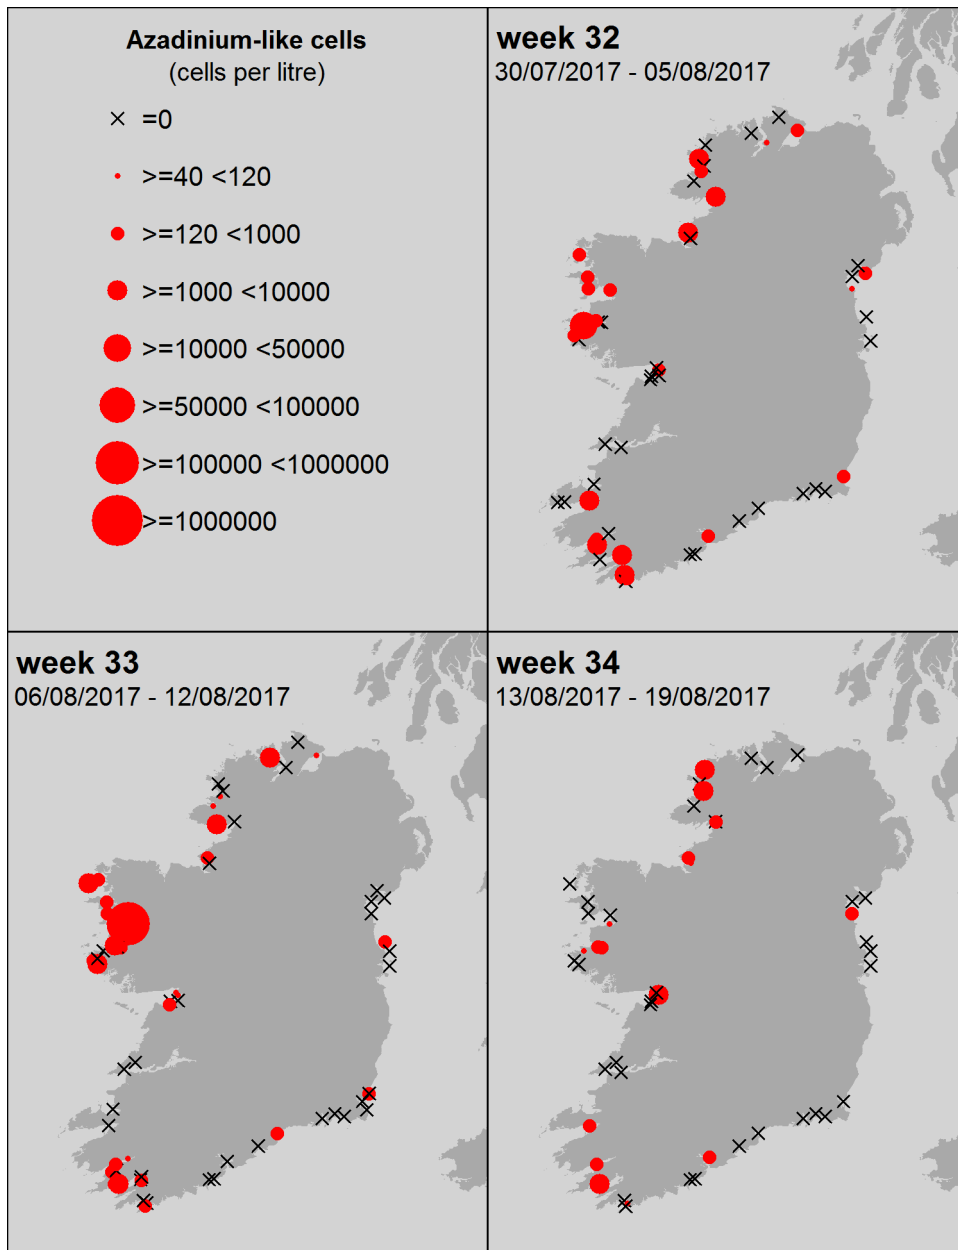 Azadinium-like cells
(cells per litre)
=0
>=40 <120
>=120 <1000
>=1000 <10000
>=10000 <50000
>=50000 <100000
>=100000 <1000000
>=1000000
week 32
30/07/2017 - 05/08/2017
week 33
06/08/2017 - 12/08/2017
week 34
13/08/2017 - 19/08/2017